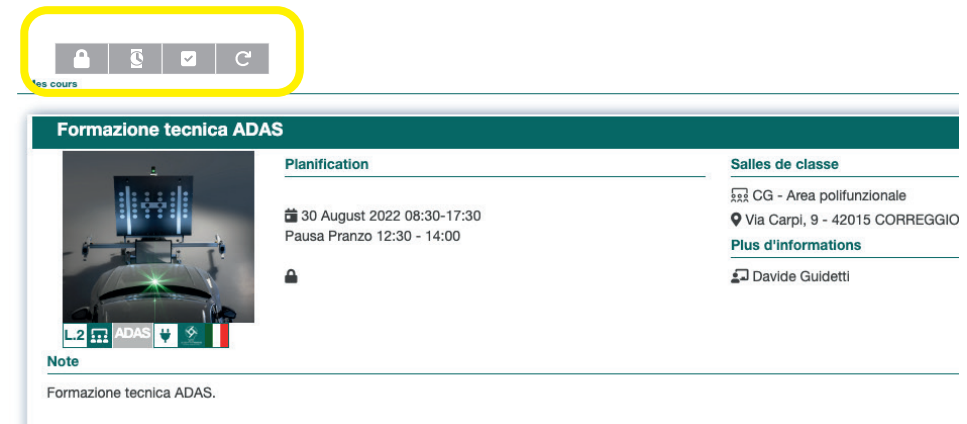 Mes cours
Formazione tecnica ADAS
Planification
30 August 2022 08:30-17:30
Pausa Pranzo 12:30 - 14:00
Salles de classe
CG - Area polifunzionale
Via Carpi, 9 - 42015 CORREGGIO
Plus d'informations
Davide Guidetti
L.2 ADAS
Note
Formazione tecnica ADAS.